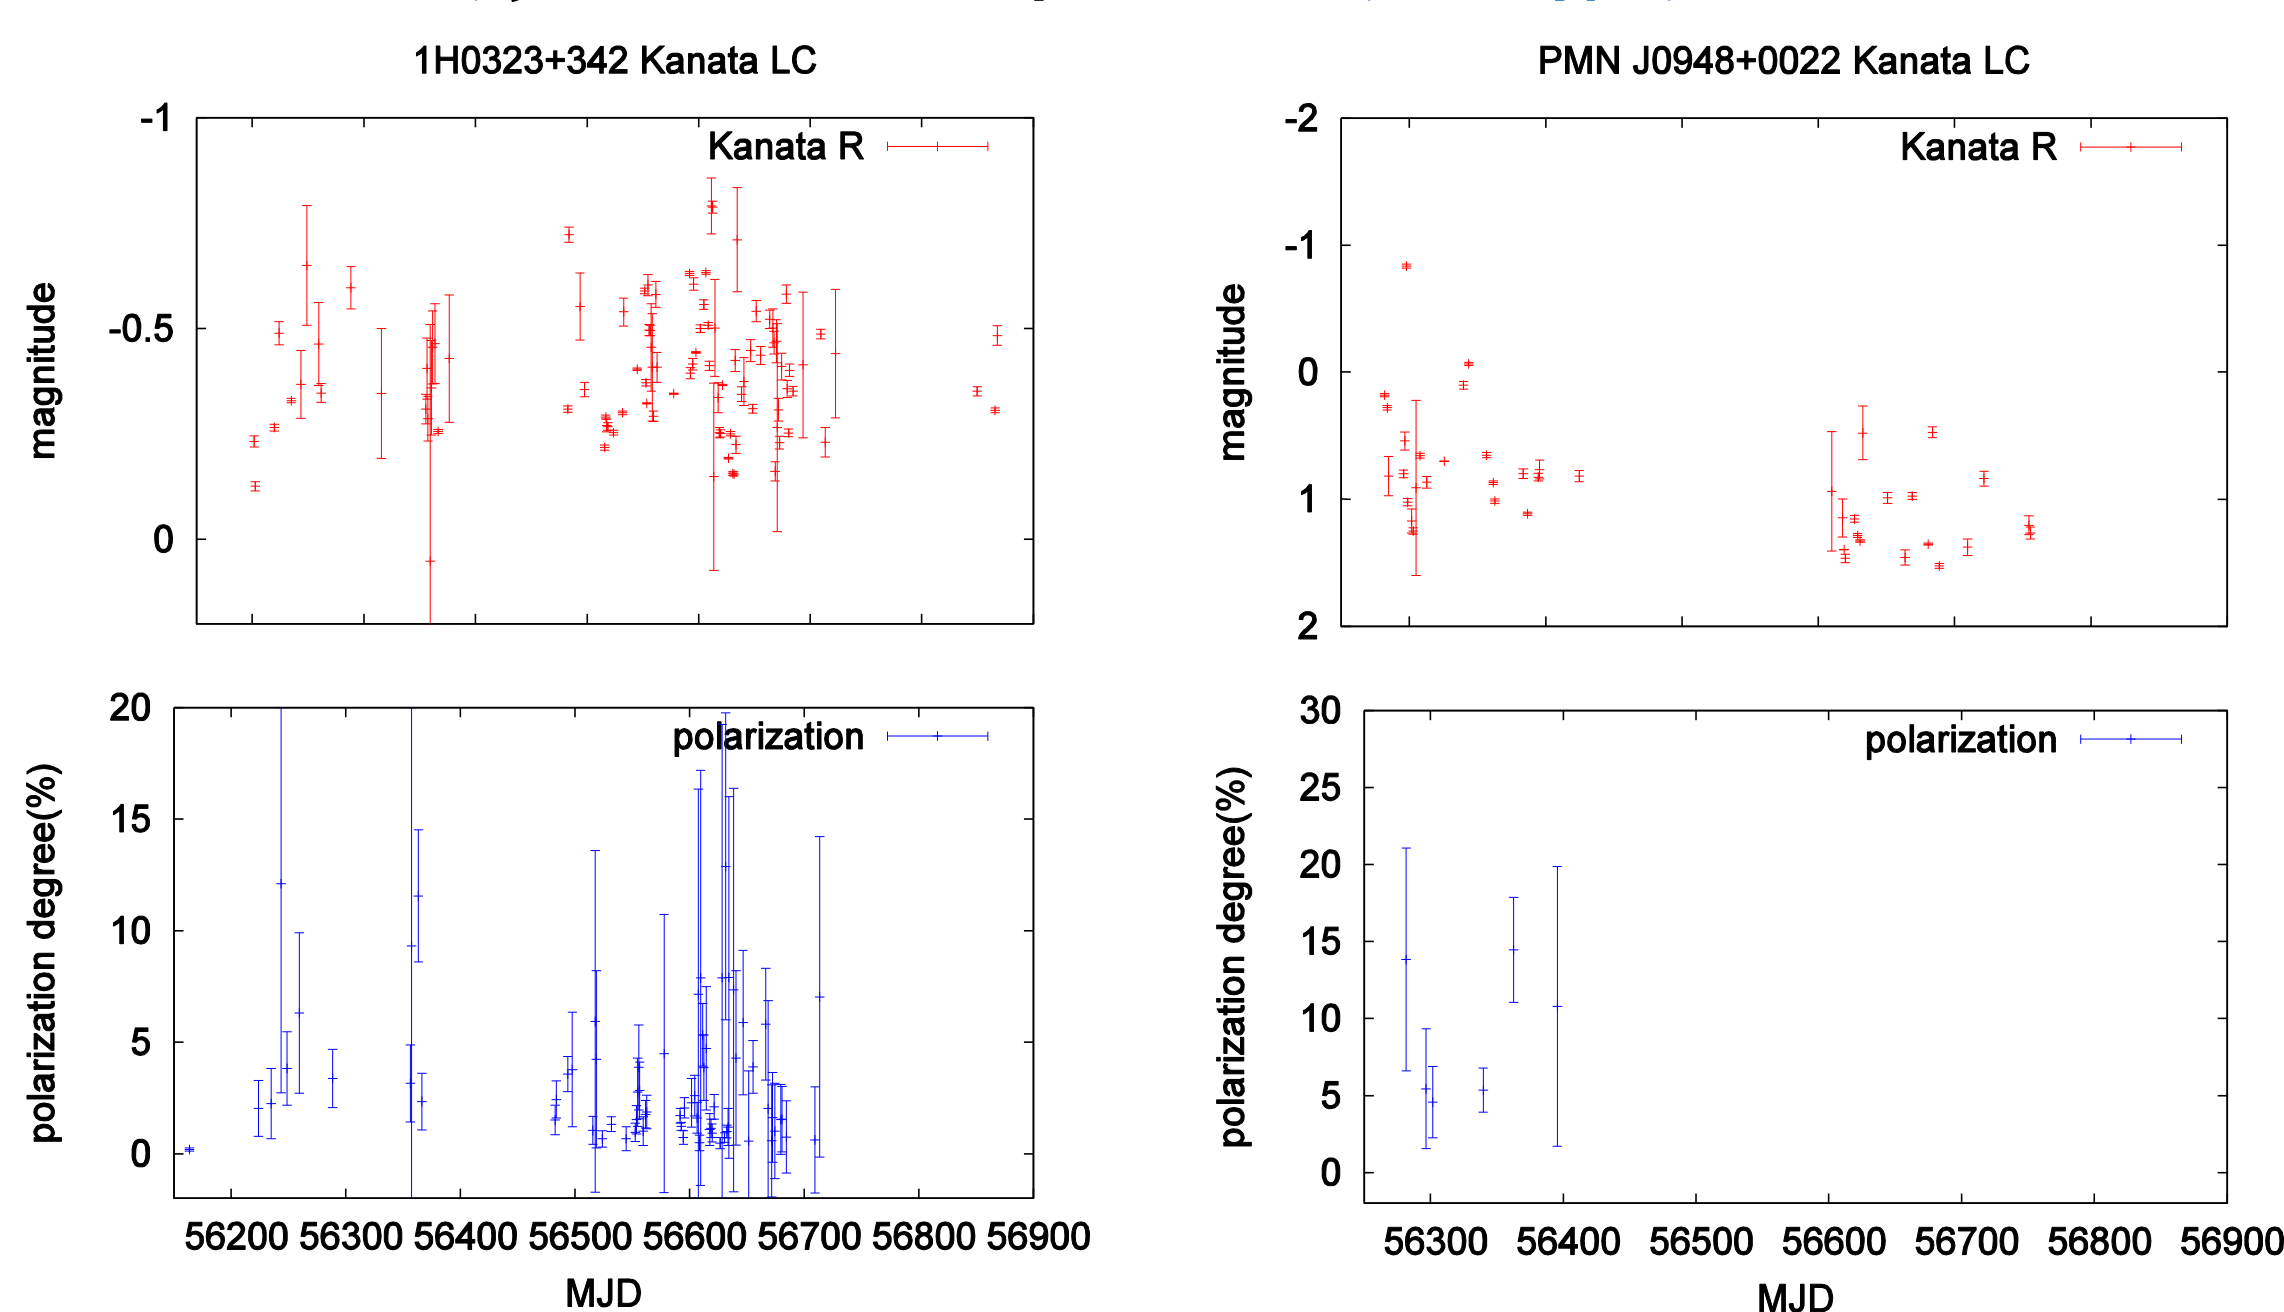 1H0323+342 Kanata LC
-1
-0.5
0
magnitude
Kanata R
20
15
10
5
0
polarization degree(%)
polarization
56200 56300 56400 56500 56600 56700 56800 56900
MJD
PMN J0948+0022 Kanata LC
-2
-1
0
1
2
magnitude
Kanata R
30
25
20
15
10
5
0
polarization degree(%)
polarization
56300 56400 56500 56600 56700 56800 56900
MJD